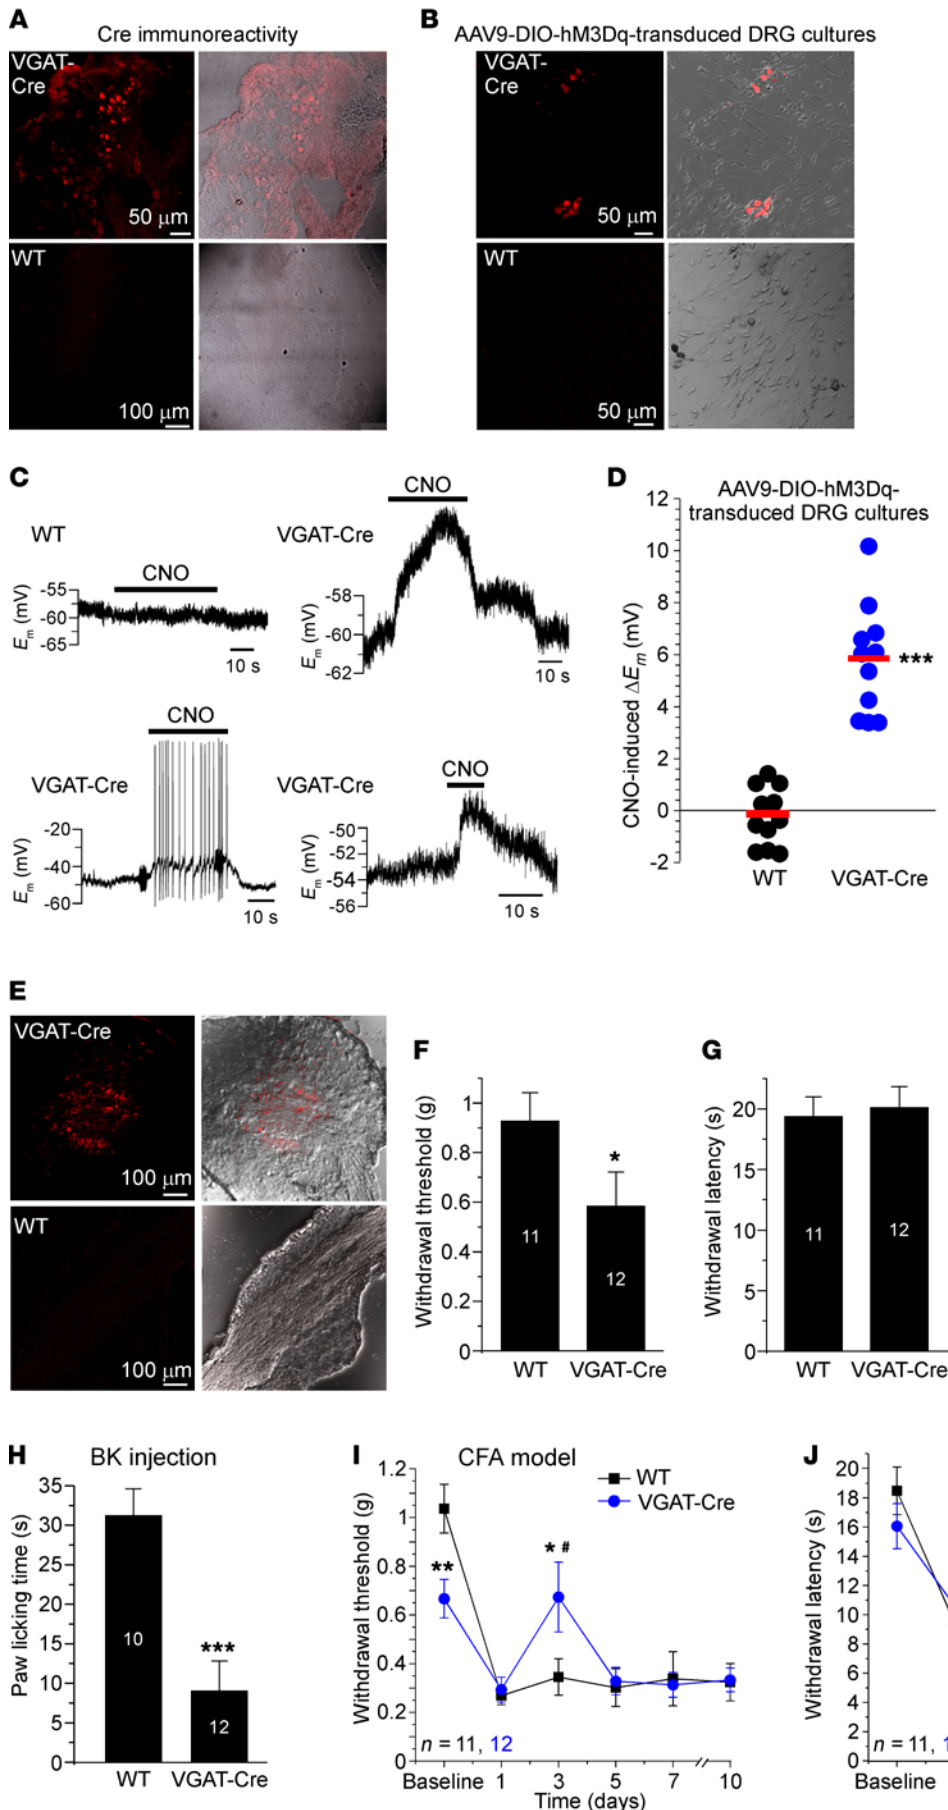 A
Cre immunoreactivity
VGAT-
Cre
50 µm
WT
100 µm
B
AAV9-DIO-hM3Dq-transduced DRG cultures
VGAT-
Cre
50 µm
WT
50 µm
C
WT
CNO
Em (mV)
-55
-60
-65
10 s
VGAT-Cre
CNO
Em (mV)
-58
-60
-62
10 s
VGAT-Cre
CNO
Em (mV)
-20
-40
-60
10 s
VGAT-Cre
CNO
Em (mV)
-50
-52
-54
-56
10 s
D
AAV9-DIO-hM3Dq-
transduced DRG cultures
CNO-induced ΔEm (mV)
12
10
8
6
4
2
0
-2
***
WT
VGAT-Cre
E
VGAT-Cre
100 µm
WT
100 µm
F
Withdrawal threshold (g)
1
0.8
0.6
0.4
0.2
0
*
11
12
WT
VGAT-Cre
G
Withdrawal latency (s)
20
15
10
5
0
11
12
WT
VGAT-Cre
H
BK injection
Paw licking time (s)
35
30
25
20
15
10
5
0
10
***
12
WT
VGAT-Cre
I
CFA model
WT
VGAT-Cre
Withdrawal threshold (g)
1.2
1
0.8
0.6
0.4
0.2
0
**
* #
n = 11, 12
Baseline 1 3 5 7 10
Time (days)
J
Withdrawal latency (s)
20
18
16
14
12
10
8
6
4
2
0
n = 11, 1
Baseline